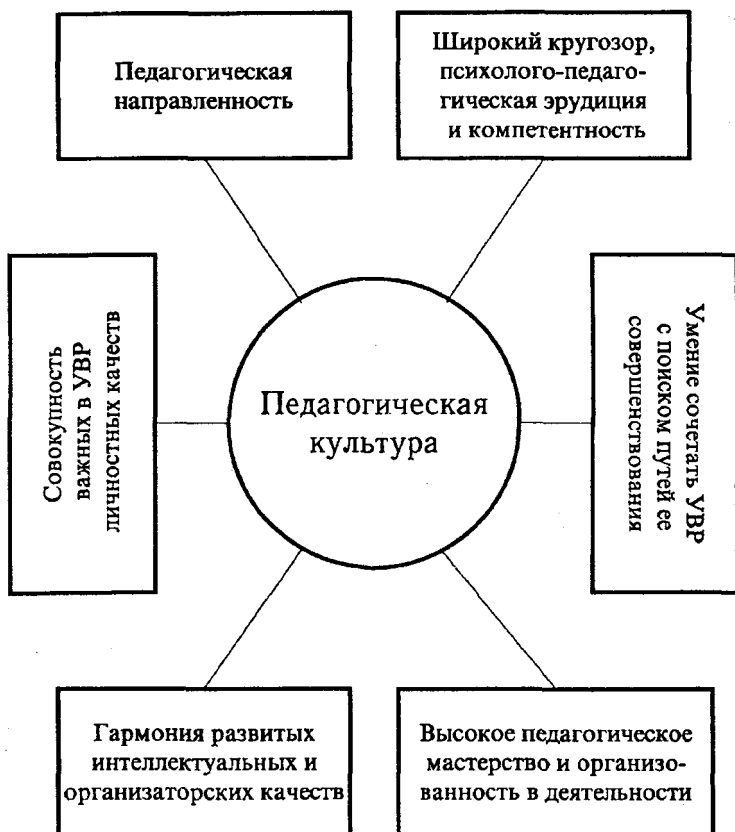 Педагогическая
направленность
Широкий кругозор,
психолого-педаго-
гическая эрудиция
и компетентность
Совокупность
важных в УВР
личностных качеств
Педагогическая
культура
Умение сочетать УВР
с поиском путей ее
совершенствования
Гармония развитых
интеллектуальных и
организаторских качеств
Высокое педагогическое
мастерство и организо-
ванность в деятельности